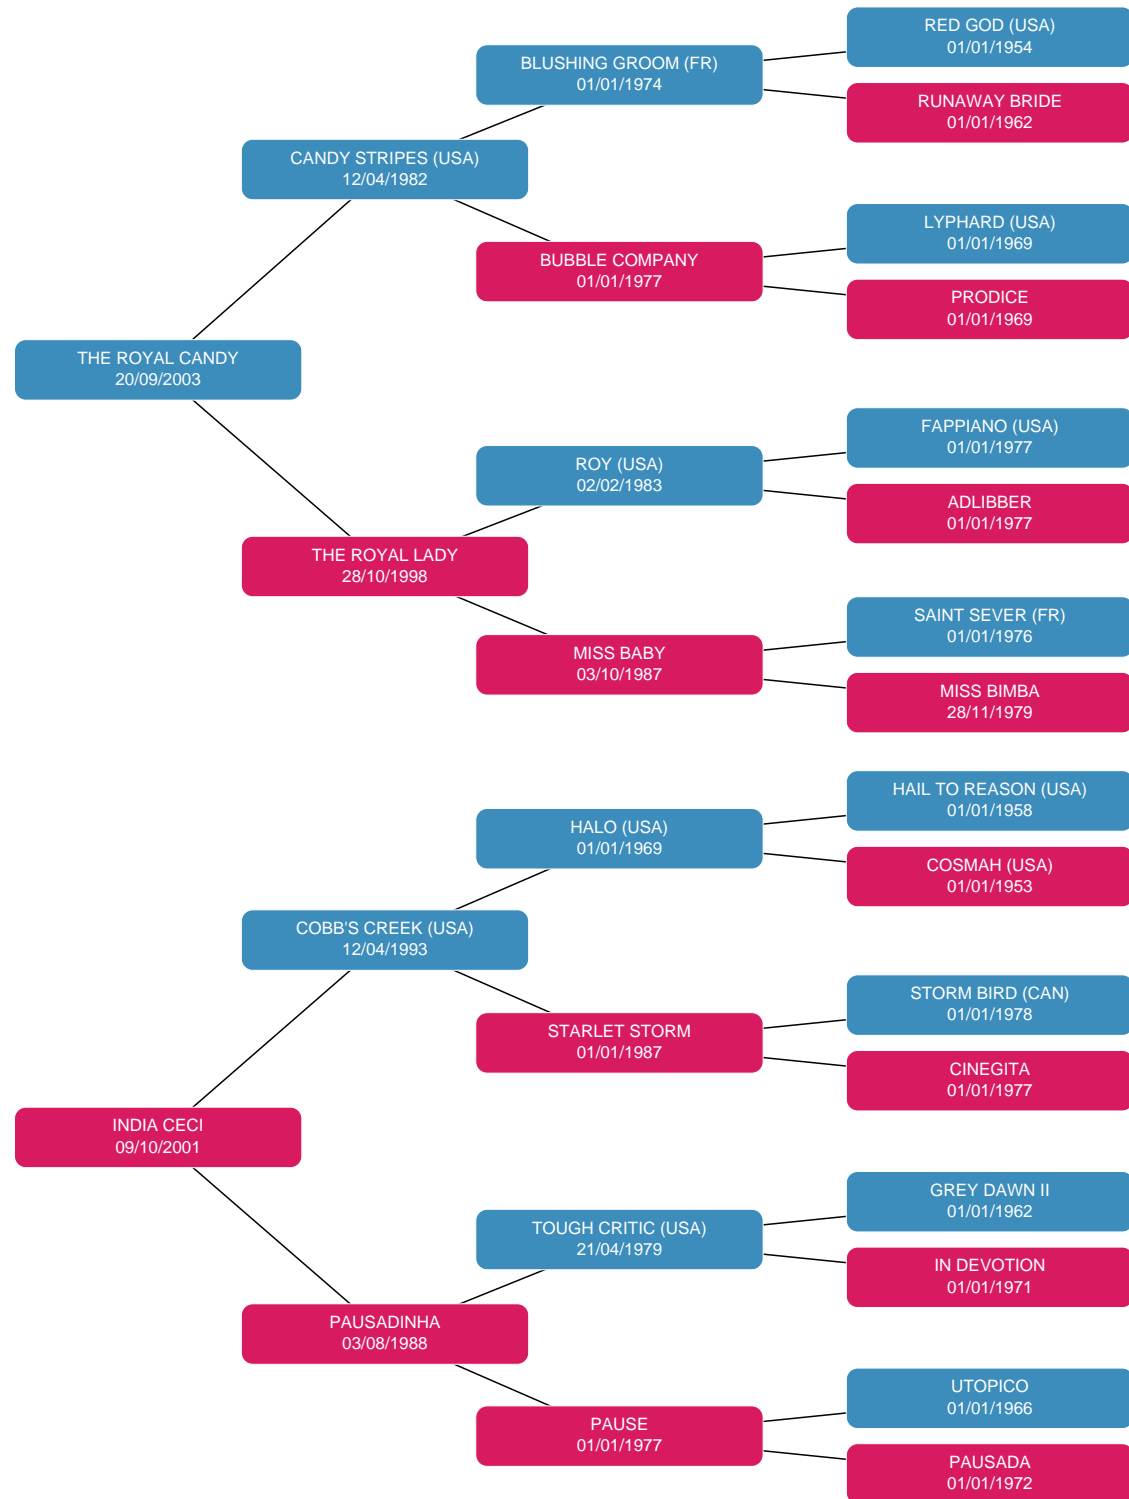 RED GOD (USA)
01/01/1954
BLUSHING GROOM (FR)
01/01/1974
RUNAWAY BRIDE
01/01/1962
CANDY STRIPES (USA)
12/04/1982
LYPHARD (USA)
01/01/1969
BUBBLE COMPANY
01/01/1977
PRODICE
01/01/1969
THE ROYAL CANDY
20/09/2003
FAPPIANO (USA)
01/01/1977
ROY (USA)
02/02/1983
ADLIBBER
01/01/1977
THE ROYAL LADY
28/10/1998
SAINT SEVER (FR)
01/01/1976
MISS BABY
03/10/1987
MISS BIMBA
28/11/1979
HAIL TO REASON (USA)
01/01/1958
HALO (USA)
01/01/1969
COSMAH (USA)
01/01/1953
COBB'S CREEK (USA)
12/04/1993
STORM BIRD (CAN)
01/01/1978
STARLET STORM
01/01/1987
CINEGITA
01/01/1977
INDIA CECI
09/10/2001
GREY DAWN II
01/01/1962
TOUGH CRITIC (USA)
21/04/1979
IN DEVOTION
01/01/1971
PAUSADINHA
03/08/1988
UTOPICO
01/01/1966
PAUSE
01/01/1977
PAUSADA
01/01/1972